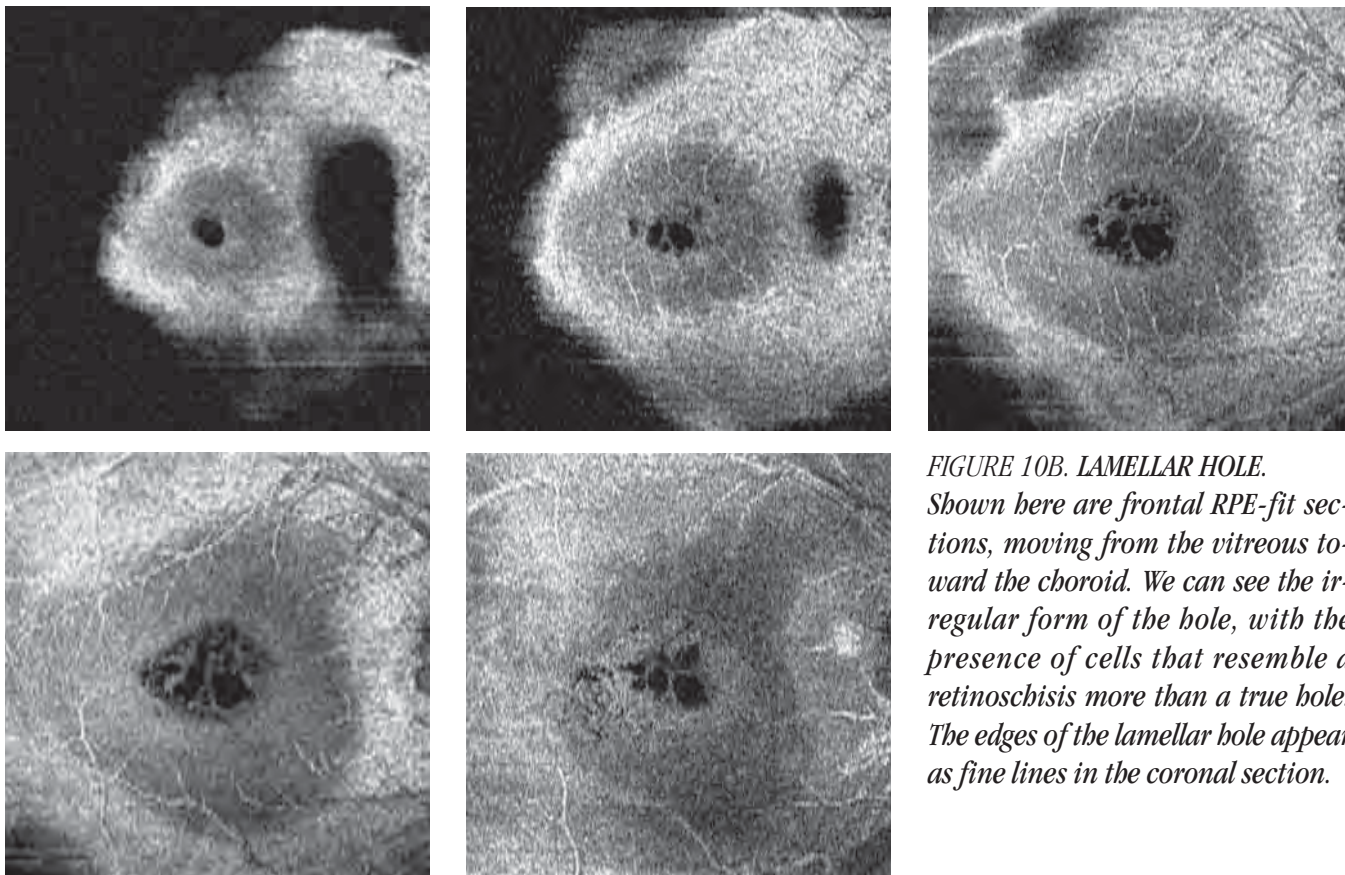 FIGURE 10B. LAMELLAR HOLE.
Shown here are frontal RPE-fit sec-
tions, moving from the vitreous to-
ward the choroid. We can see the ir-
regular form of the hole, with the
presence of cells that resemble a
retinoschisis more than a true hole.
The edges of the lamellar hole appear
as fine lines in the coronal section.